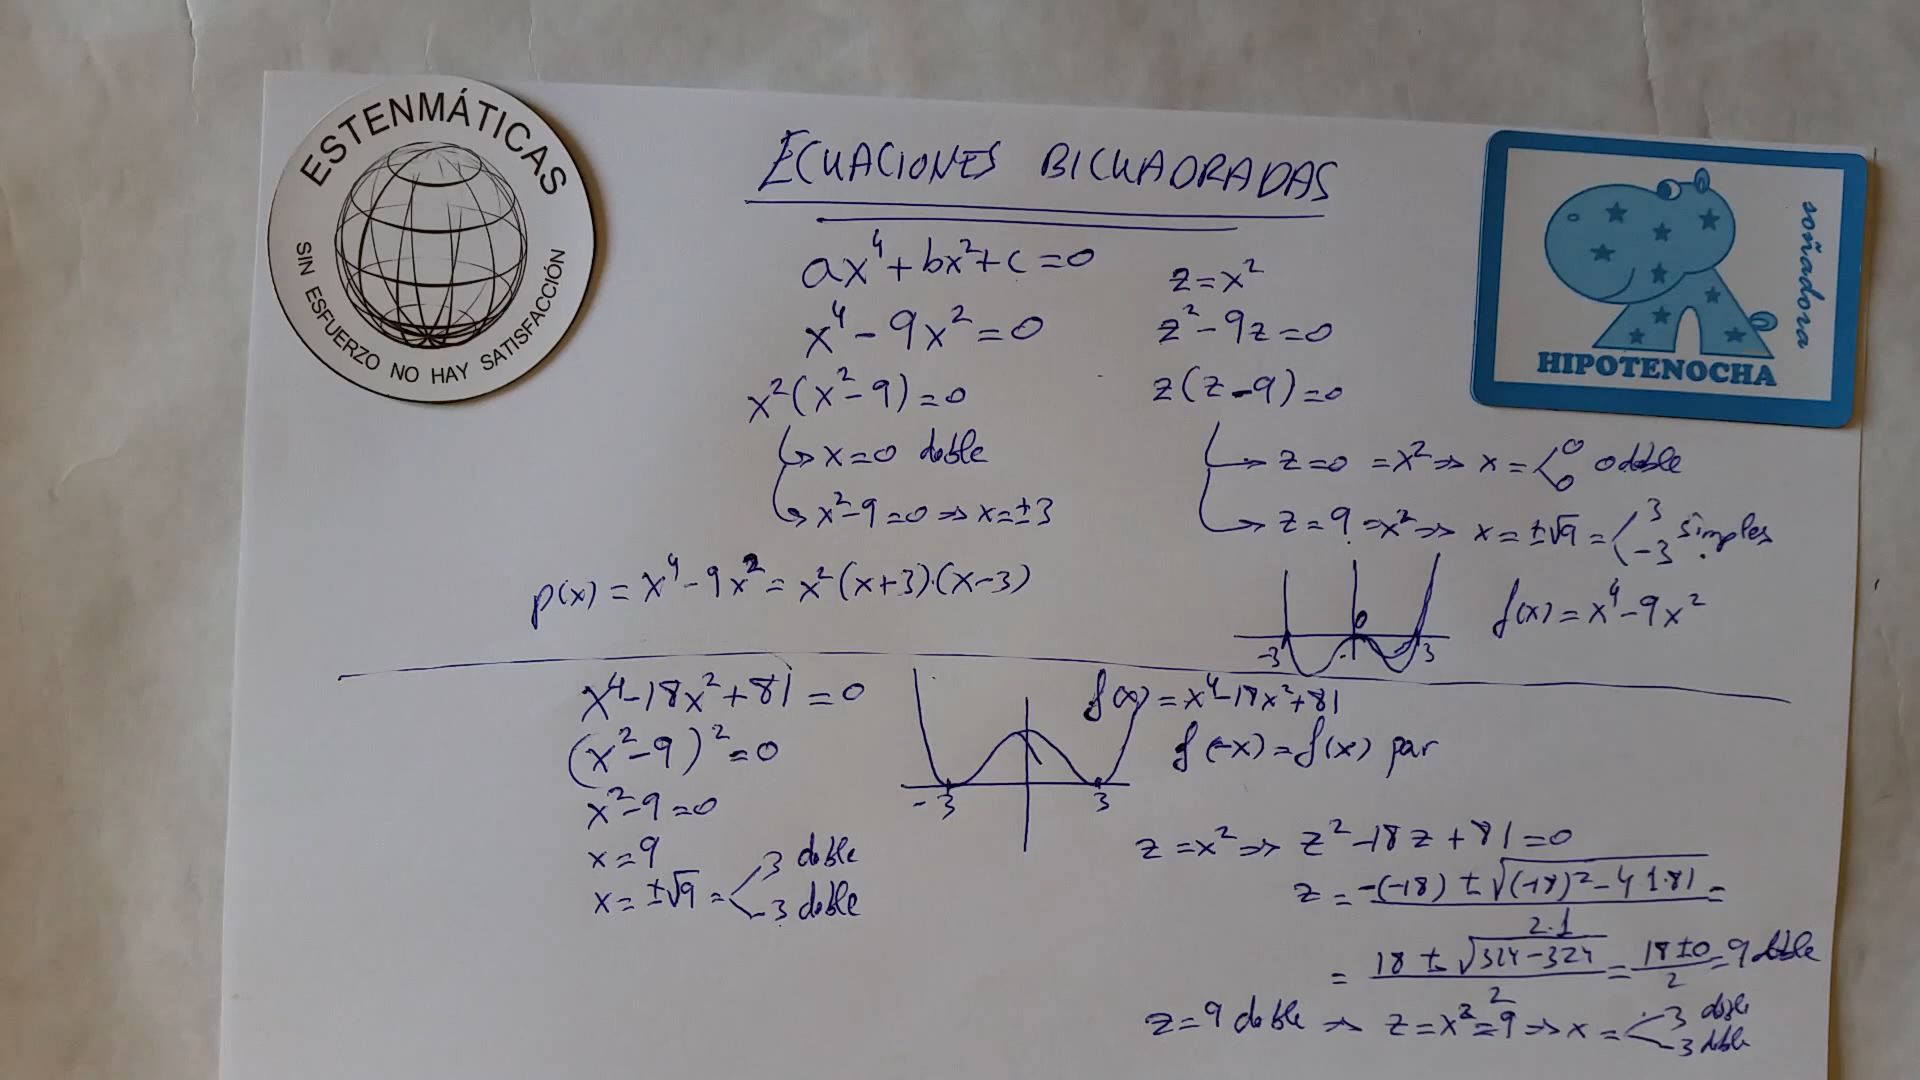 ESTENMÁTICAS
SIN ESFUERZO NO HAY SATISFACCIÓN
ECUACIONES BICUADRADAS
soñadora
HIPOTENOCHA
ax⁴+bx²+c=0
x⁴-9x²=0
x²(x²-9)=0
x=0 doble
x²-9=0⇒x=±3
z=x²
z²-9z=0
z(z-9)=0
z=0=x²⇒x=<0 0 0 doble
z=9=x²⇒x=±√9=<3 -3 simples
p(x)=x⁴-9x²=x²(x+3)·(x-3)
-3 0 3
f(x)=x⁴-9x²
x⁴-18x²+81=0
(x²-9)²=0
x²-9=0
x=9
x=±√9=<3 doble
-3 doble
-3 3
f(x)=x⁴-18x²+81
f(-x)=f(x) par
z=x²⇒z²-18z+81=0
z=(-(-18)±√((-18)²-4·1·81))/(2·1)=
=(18±√(324-324))/2=(18±0)/2=9 doble
z=9 doble⇒z=x²=9⇒x=<3 doble
-3 doble